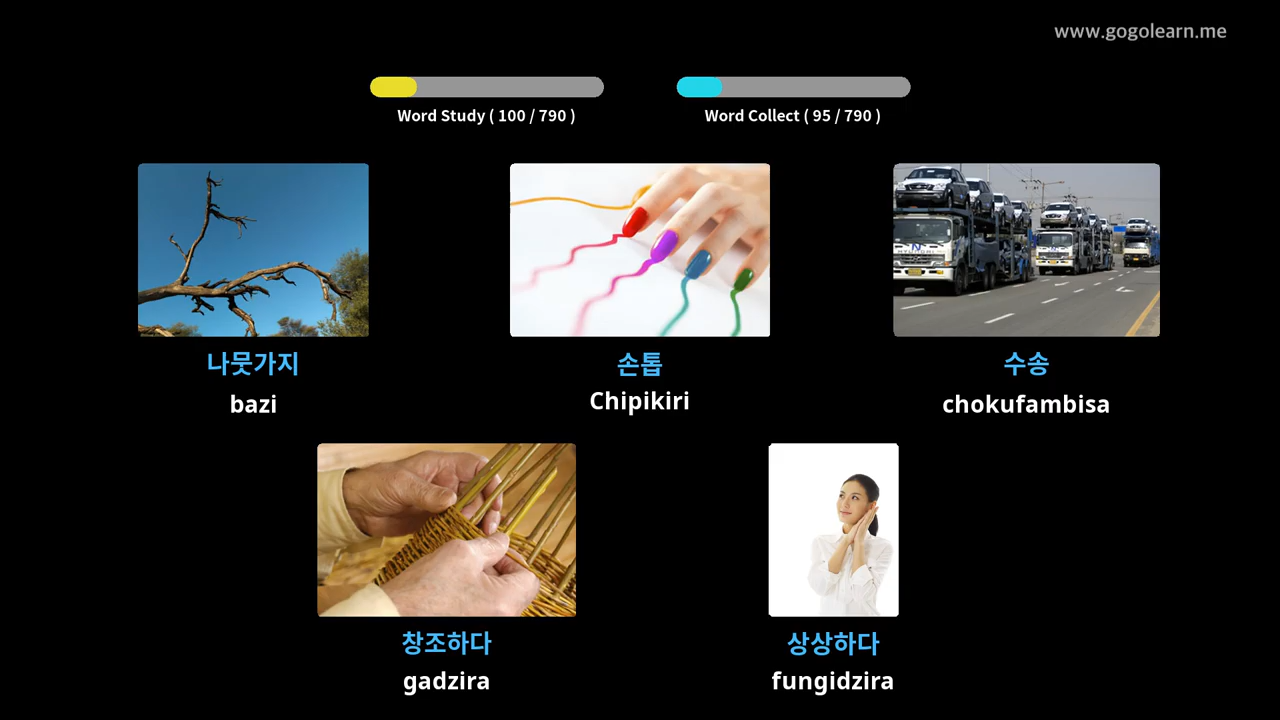 www.gogolearn.me
Word Study ( 100 / 790 )
Word Collect ( 95 / 790 )
나뭇가지
손톱
수송
bazi
Chipikiri
chokufambisa
창조하다
상상하다
gadzira
fungidzira